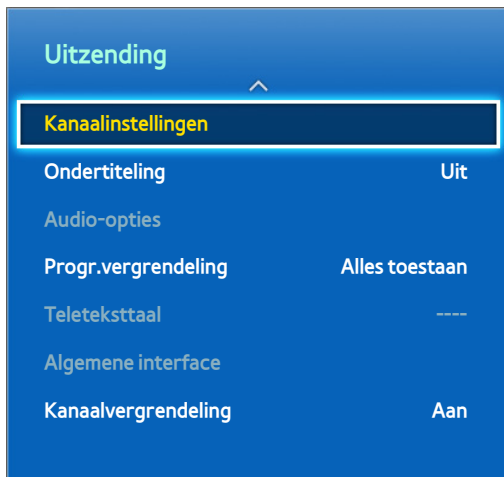 Uitzending
Kanaalinstellingen
Ondertiteling Uit
Audio-opties
Progr.vergrendeling Alles toestaan
Teleteksttaal ----
Algemene interface
Kanaalvergrendeling Aan